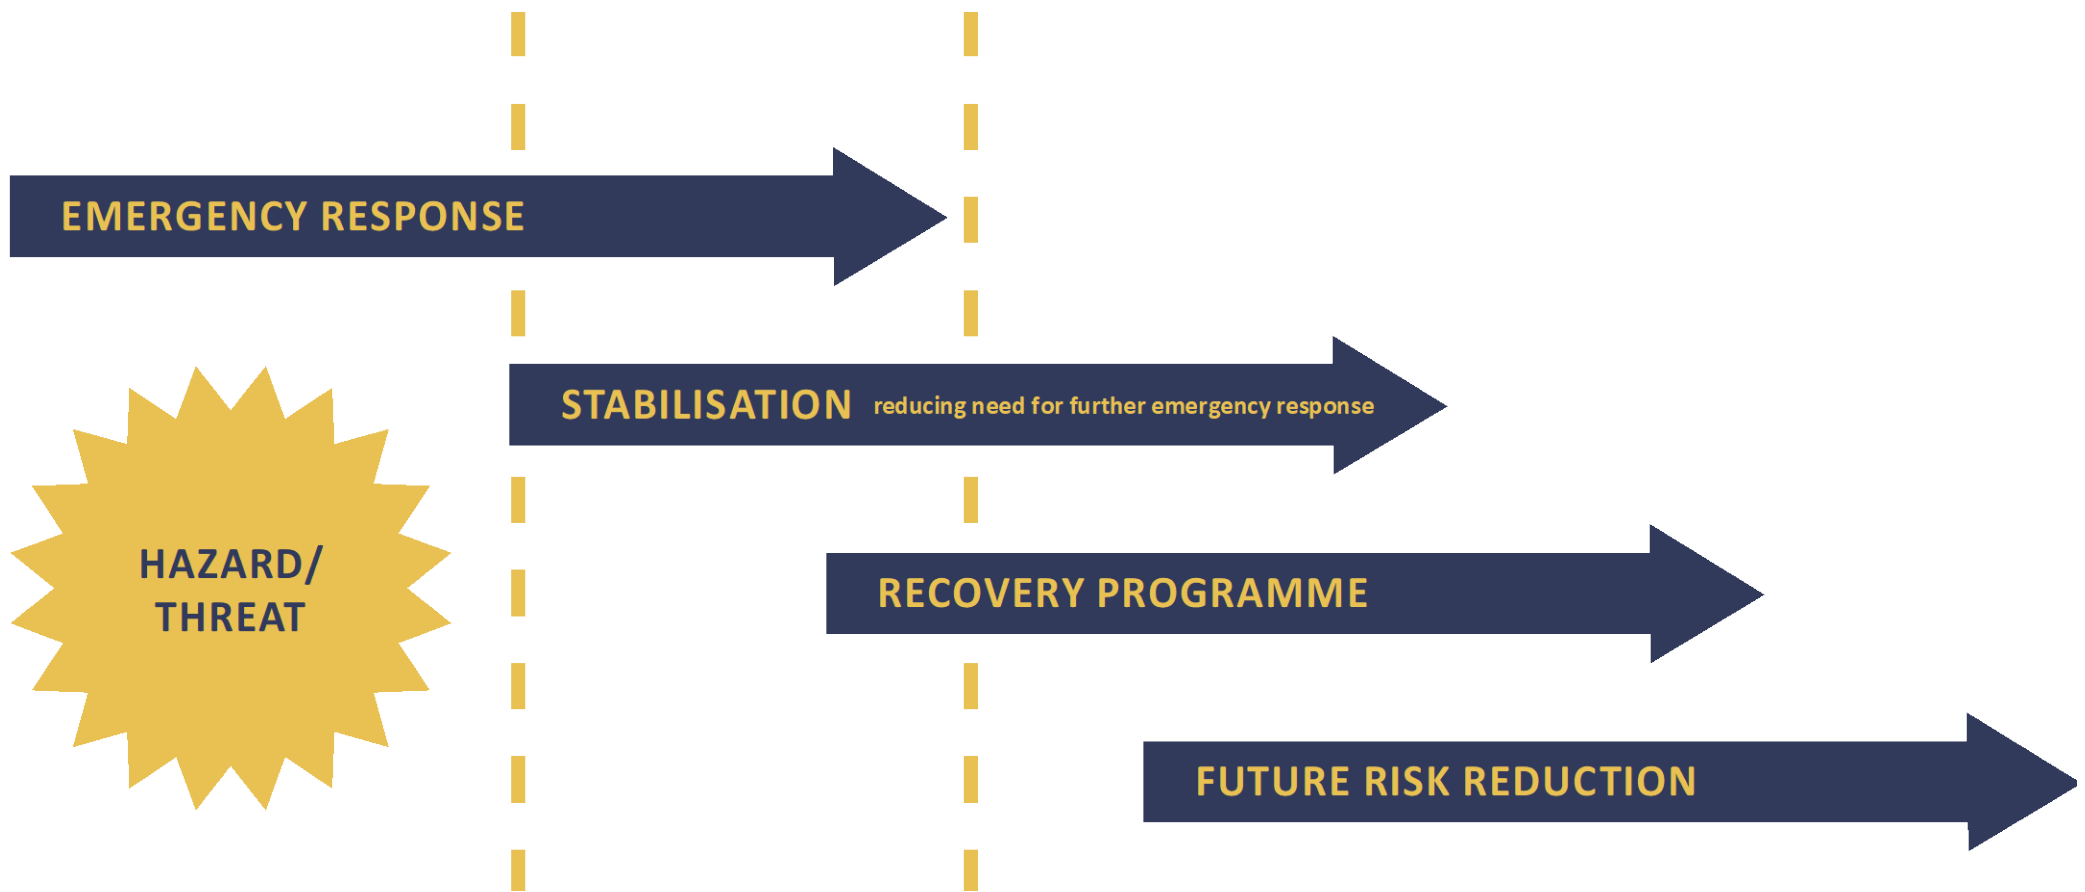 EMERGENCY RESPONSE
STABILISATION reducing need for further emergency response
HAZARD/
THREAT
RECOVERY PROGRAMME
FUTURE RISK REDUCTION